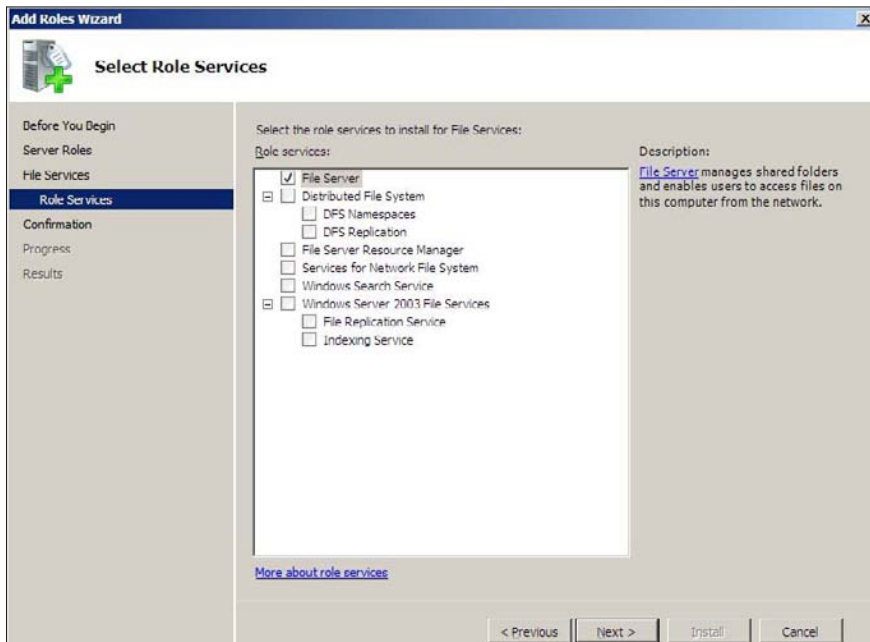 Add Roles Wizard
Select Role Services
Before You Begin
Server Roles
File Services
Role Services
Confirmation
Progress
Results
Select the role services to install for File Services:
Role services:
File Server
Distributed File System
DFS Namespaces
DFS Replication
File Server Resource Manager
Services for Network File System
Windows Search Service
Windows Server 2003 File Services
File Replication Service
Indexing Service
More about role services
Description:
File Server manages shared folders
and enables users to access files on
this computer from the network.
< Previous
Next >
Install
Cancel